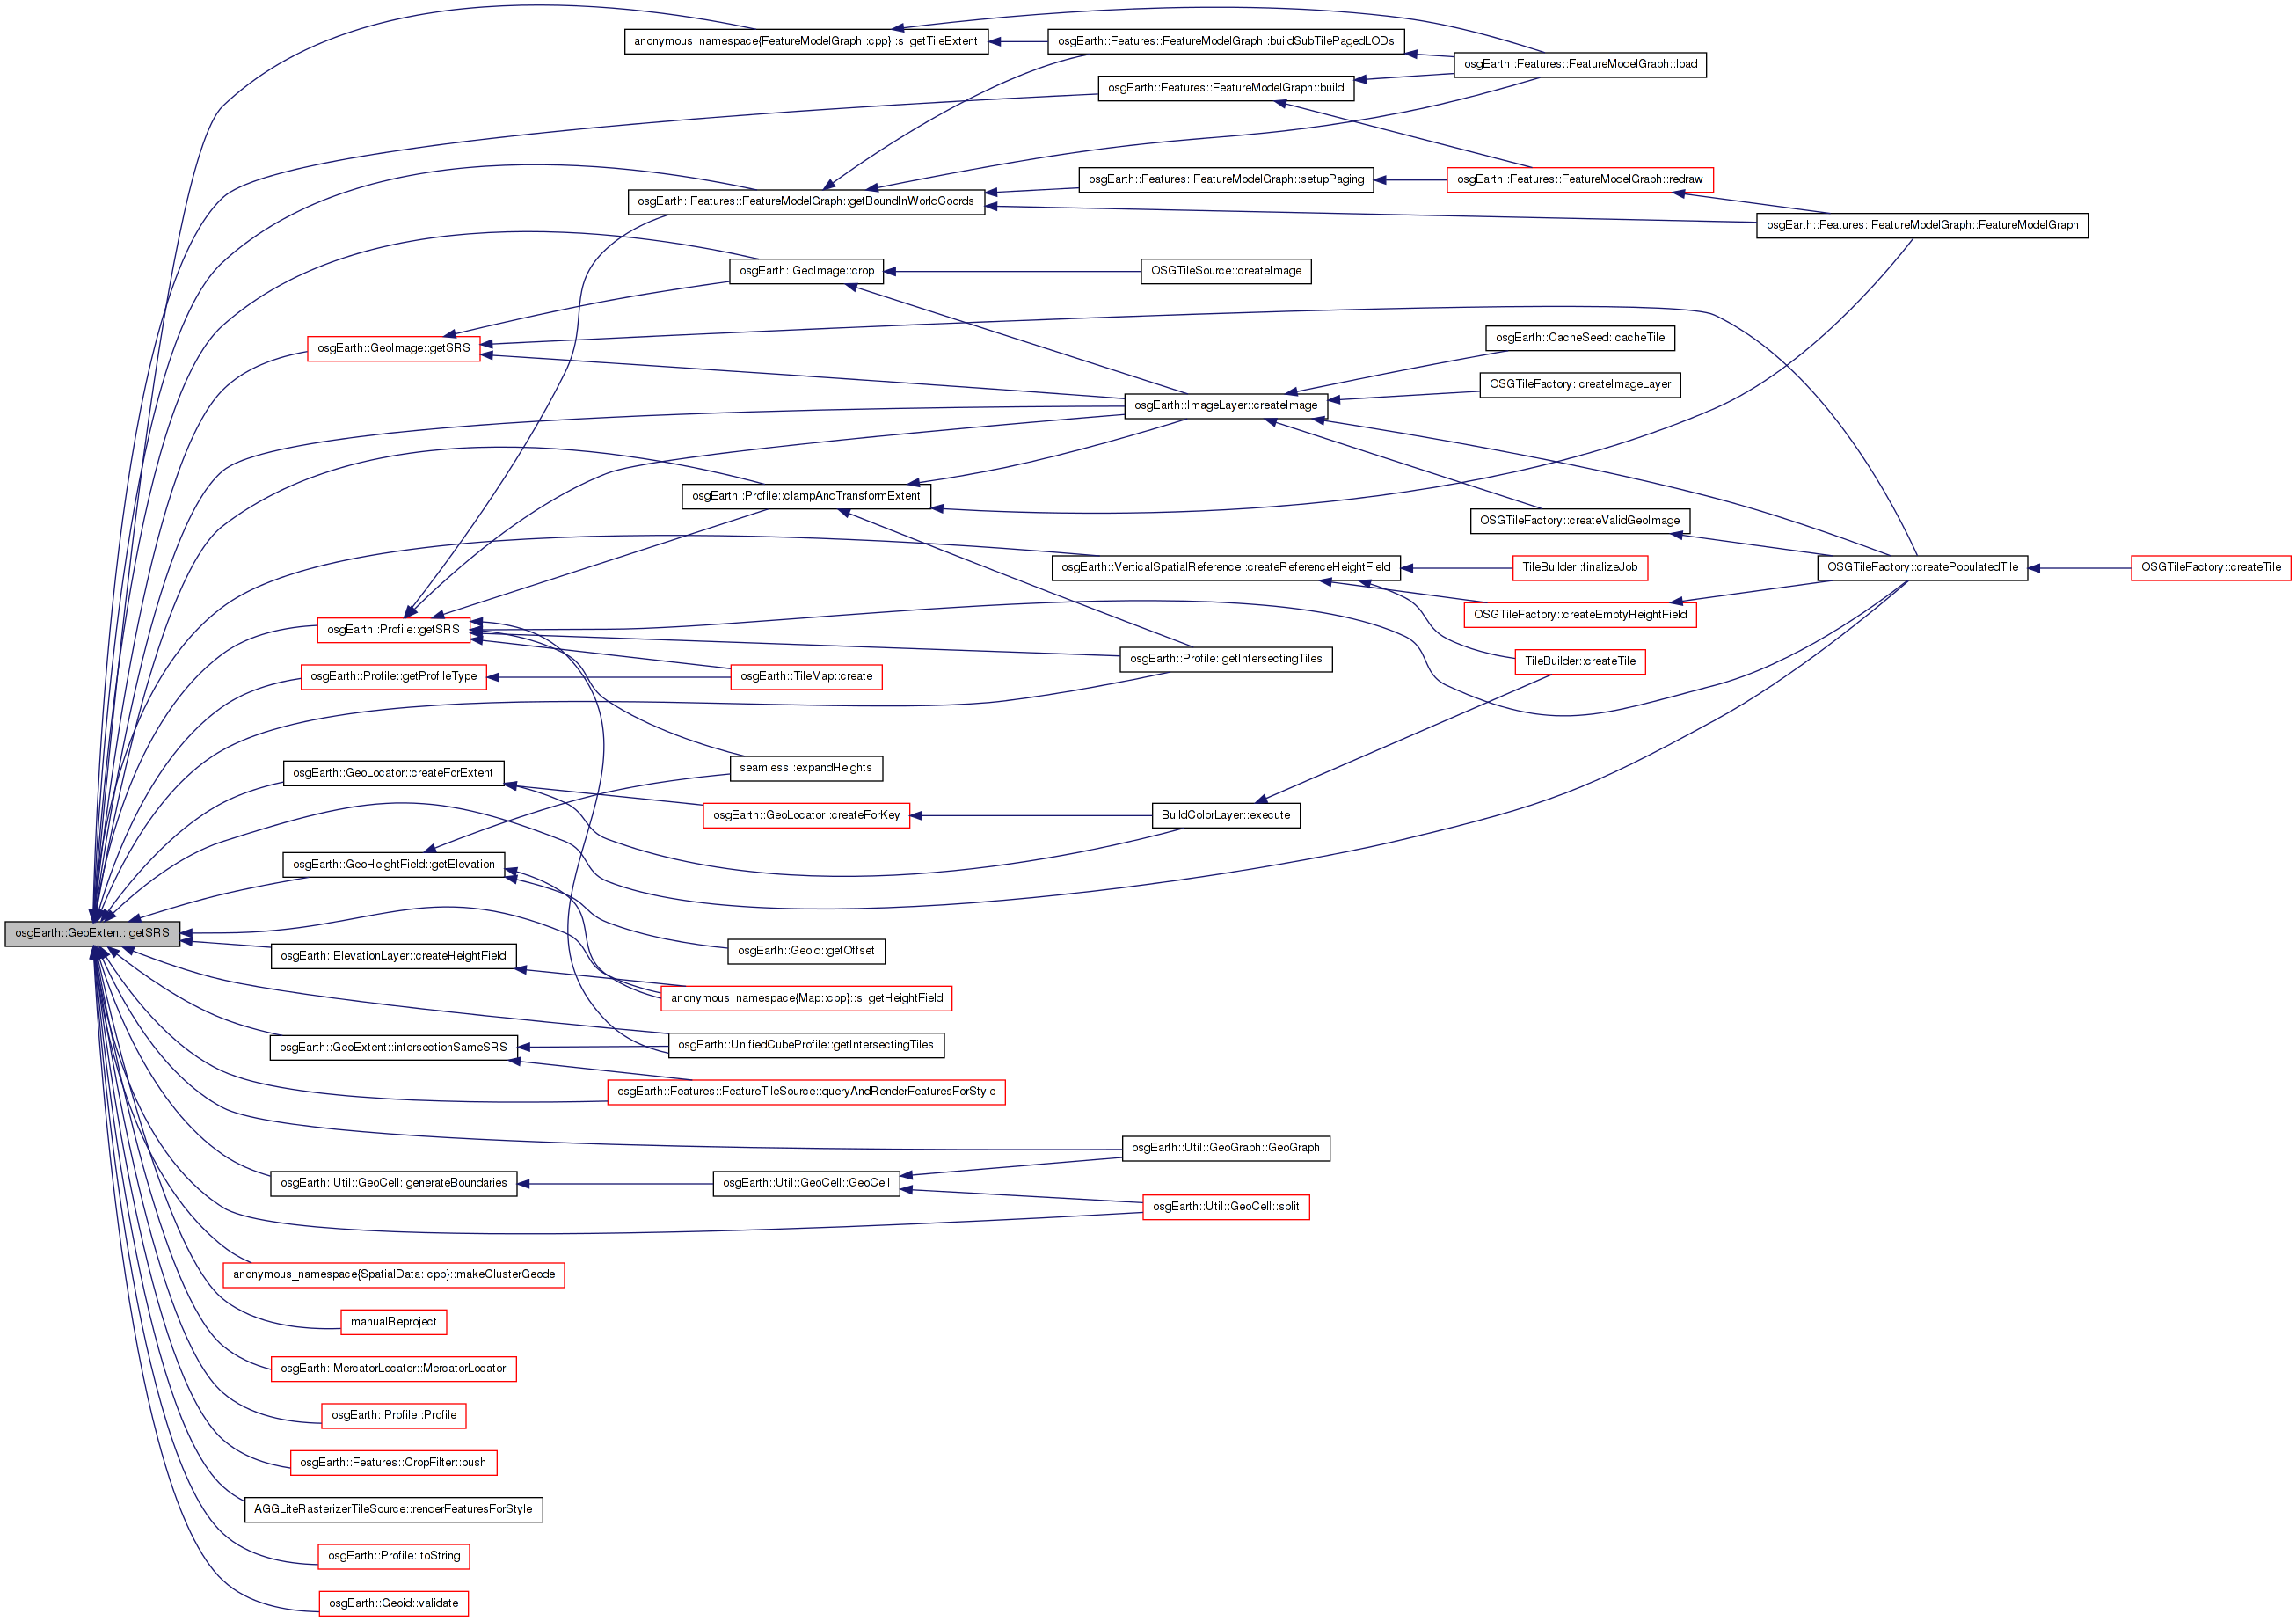 anonymous_namespace{FeatureModelGraph::cpp}::s_getTileExtent
osgEarth::Features::FeatureModelGraph::buildSubTilePagedLODs
osgEarth::Features::FeatureModelGraph::load
osgEarth::Features::FeatureModelGraph::build
osgEarth::Features::FeatureModelGraph::setupPaging
osgEarth::Features::FeatureModelGraph::redraw
osgEarth::Features::FeatureModelGraph::getBoundInWorldCoords
osgEarth::Features::FeatureModelGraph::FeatureModelGraph
osgEarth::GeoImage::crop
OSGTileSource::createImage
osgEarth::CacheSeed::cacheTile
osgEarth::GeoImage::getSRS
OSGTileFactory::createImageLayer
osgEarth::ImageLayer::createImage
osgEarth::Profile::clampAndTransformExtent
OSGTileFactory::createValidGeoImage
osgEarth::VerticalSpatialReference::createReferenceHeightField
TileBuilder::finalizeJob
OSGTileFactory::createPopulatedTile
OSGTileFactory::createTile
OSGTileFactory::createEmptyHeightField
osgEarth::Profile::getSRS
osgEarth::Profile::getIntersectingTiles
TileBuilder::createTile
osgEarth::Profile::getProfileType
osgEarth::TileMap::create
seamless::expandHeights
osgEarth::GeoLocator::createForExtent
osgEarth::GeoLocator::createForKey
BuildColorLayer::execute
osgEarth::GeoHeightField::getElevation
osgEarth::GeoExtent::getSRS
osgEarth::Geoid::getOffset
osgEarth::ElevationLayer::createHeightField
anonymous_namespace{Map::cpp}::s_getHeightField
osgEarth::GeoExtent::intersectionSameSRS
osgEarth::UnifiedCubeProfile::getIntersectingTiles
osgEarth::Features::FeatureTileSource::queryAndRenderFeaturesForStyle
osgEarth::Util::GeoGraph::GeoGraph
osgEarth::Util::GeoCell::generateBoundaries
osgEarth::Util::GeoCell::GeoCell
osgEarth::Util::GeoCell::split
anonymous_namespace{SpatialData::cpp}::makeClusterGeode
manualReproject
osgEarth::MercatorLocator::MercatorLocator
osgEarth::Profile::Profile
osgEarth::Features::CropFilter::push
AGGLiteRasterizerTileSource::renderFeaturesForStyle
osgEarth::Profile::toString
osgEarth::Geoid::validate